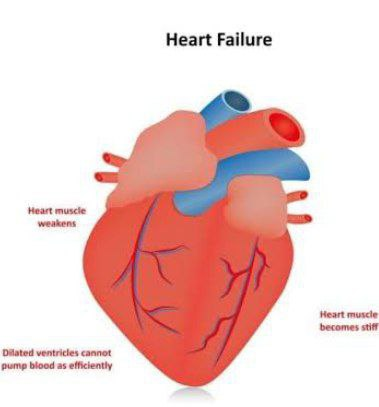 Heart Failure
Heart muscle
weakens
Heart muscle
becomes stiff
Dilated ventricles cannot
pump blood as efficiently